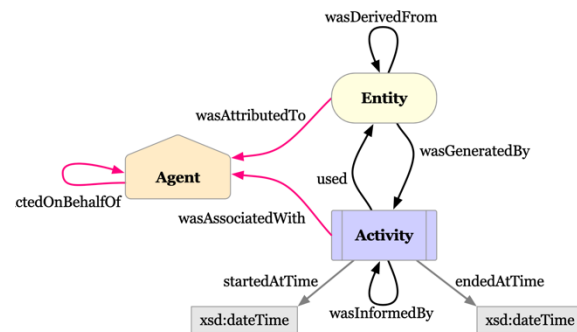 wasDerivedFrom
Entity
wasAttributedTo
wasGeneratedBy
Agent
used
ctedOnBehalfOf
wasAssociatedWith
Activity
startedAtTime
endedAtTime
wasInformedBy
xsd:dateTime
xsd:dateTime